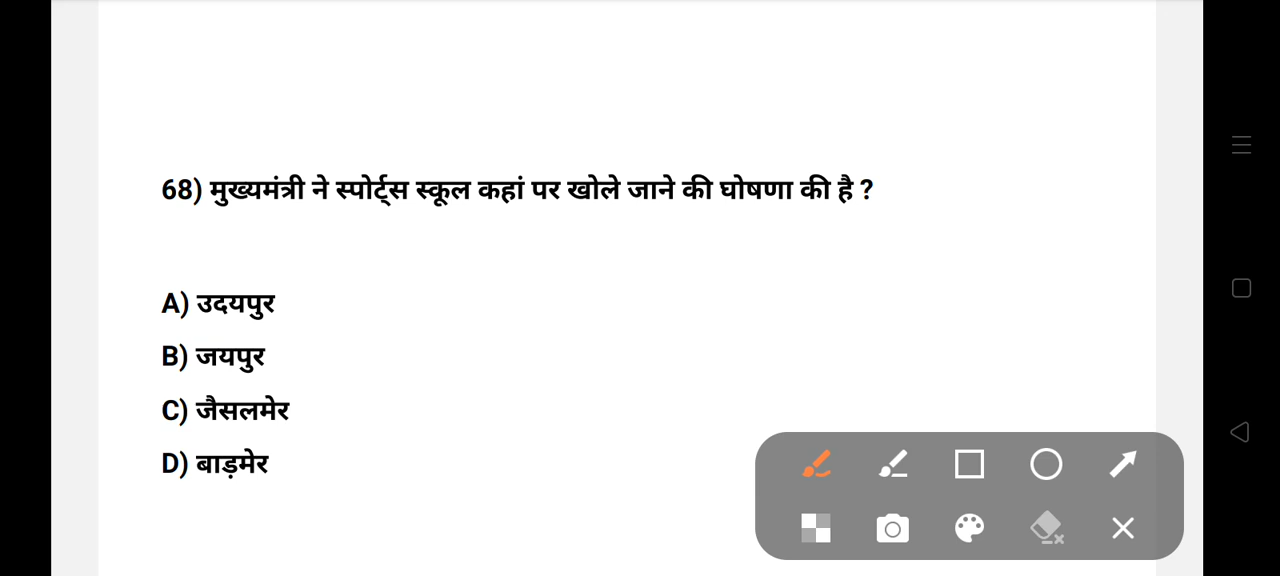 68) मुख्यमंत्री ने स्पोर्ट्स स्कूल कहां पर खोले जाने की घोषणा की है ?
A) उदयपुर
B) जयपुर
C) जैसलमेर
D) बाड़मेर